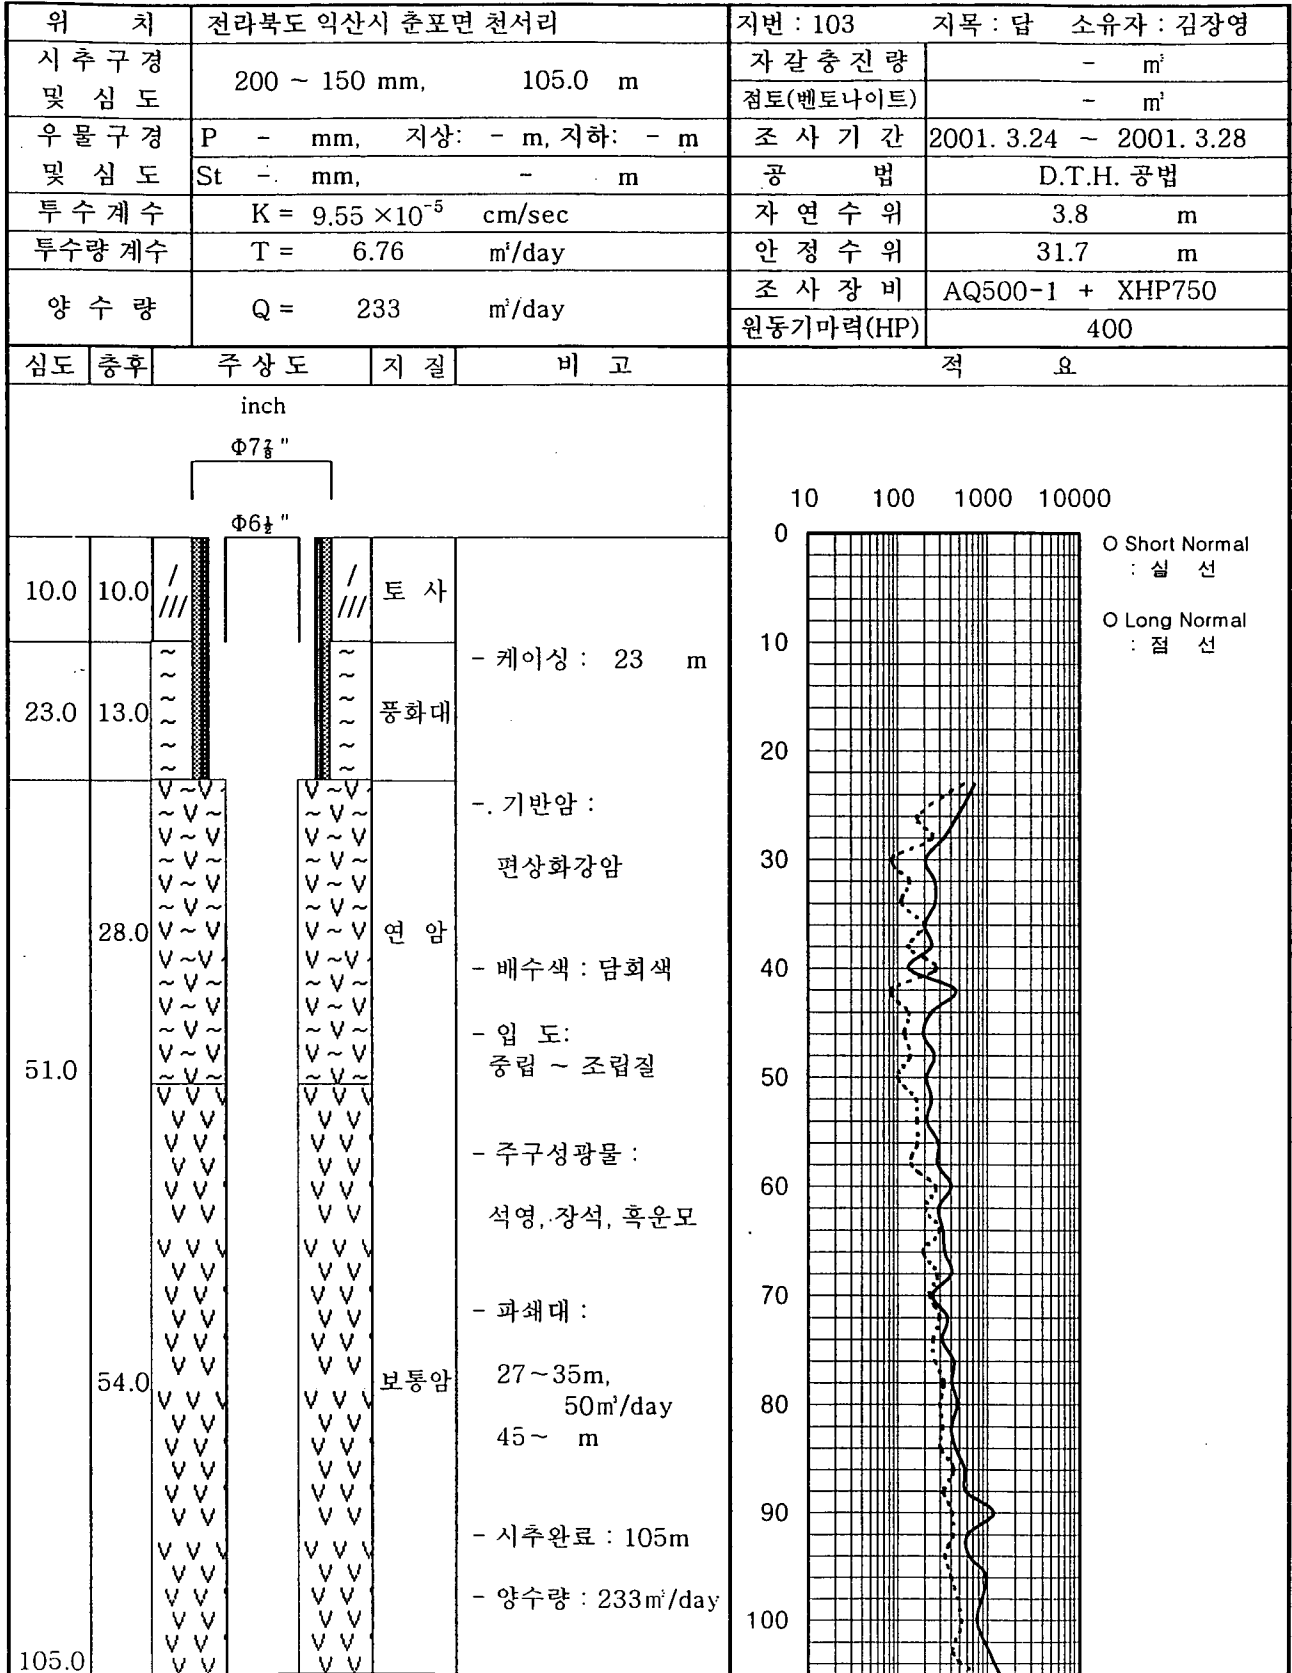 위 치 전라북도 익산시 춘포면 천서리 지번 : 103 지목 : 답 소유자 : 김장영
시추구경 및 심도 200 ~ 150 mm, 105.0 m
자갈충진량 - ㎥
점토(벤토나이트) - ㎥
우물구경 및 심도 P - mm, 지상: - m, 지하: - m
St - mm, - m
조사기간 2001. 3.24 ~ 2001. 3.28
공 법 D.T.H. 공법
투수계수 K = 9.55 ×10⁻⁵ cm/sec
자연수위 3.8 m
투수량 계수 T = 6.76 ㎡/day
안정수위 31.7 m
양수량 Q = 233 ㎥/day
조사장비 AQ500-1 + XHP750
원동기마력(HP) 400
심도 층후 주상도 지질 비고 적요
inch
Φ7⅞"
Φ6½"
10.0 10.0 토 사
23.0 13.0 풍화대
28.0 연 암
51.0
54.0 보통암
105.0
- 케이싱 : 23 m
-. 기반암 :
편상화강암
- 배수색 : 담회색
- 입 도:
중립 ~ 조립질
- 주구성광물 :
석영, 장석, 흑운모
- 파쇄대 :
27~35m,
50㎥/day
45~ m
- 시추완료 : 105m
- 양수량 : 233㎥/day
10 100 1000 10000
0
10
20
30
40
50
60
70
80
90
100
O Short Normal
: 실 선
O Long Normal
: 점 선